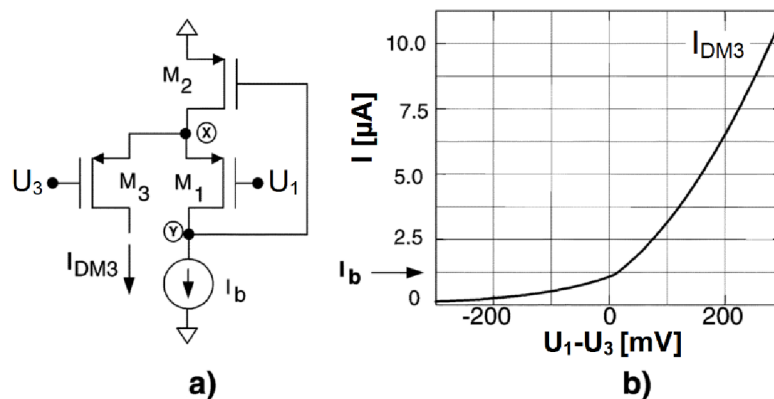 M2
X
U3
M3
M1
U1
Y
IDM3
Ib
a)
I [µA]
10.0
7.5
5.0
2.5
0
IDM3
Ib
-200
0
200
U1-U3 [mV]
b)